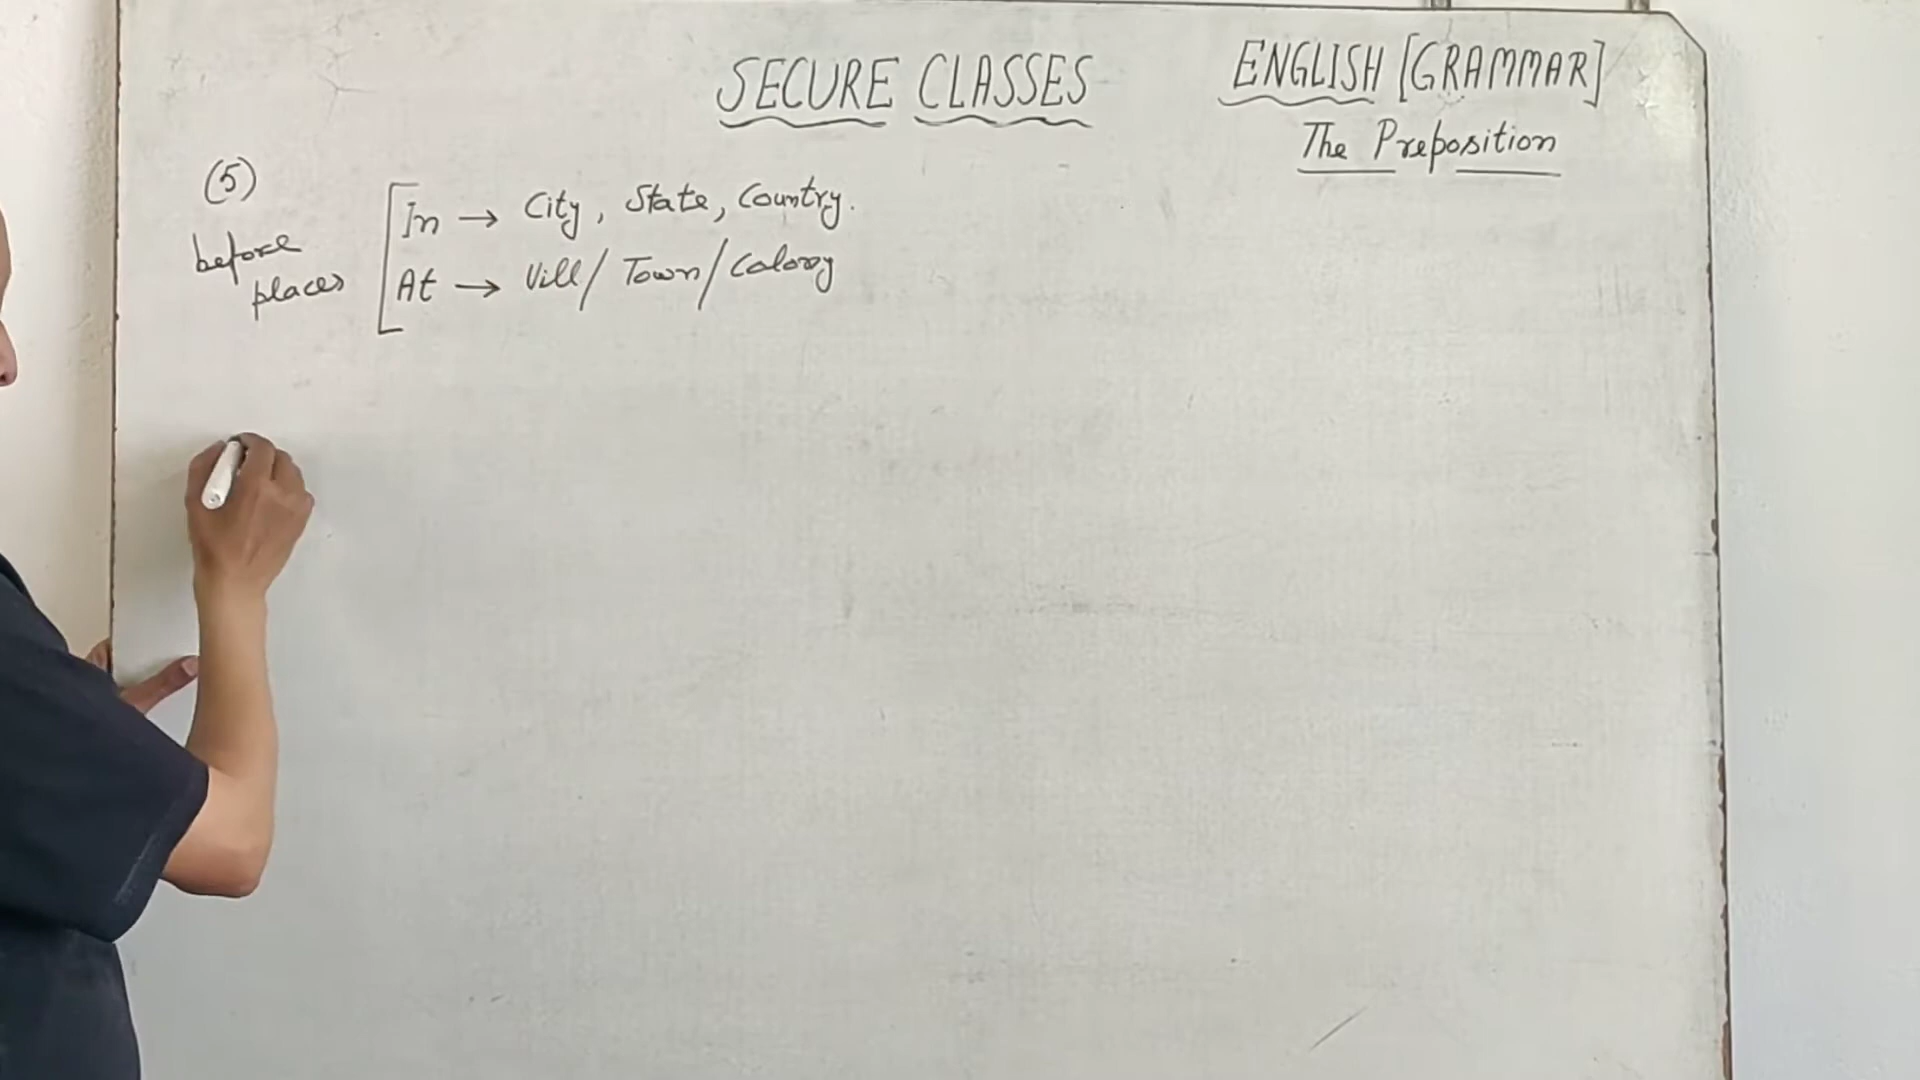 SECURE CLASSES
ENGLISH [GRAMMAR]
The Preposition
(5)
before
places
In → City, State, Country.
At → Vill/ Town/ Colony